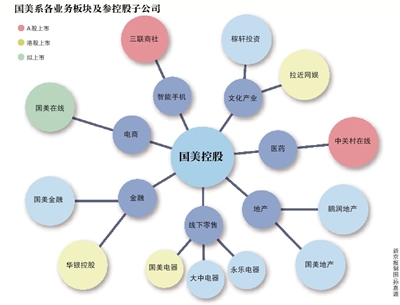 国美系各业务板块及参控股子公司
A股上市
港股上市
拟上市
三联商社
稼轩投资
拉近网娱
智能手机
文化产业
国美在线
电商
国美控股
医药
中关村在线
国美金融
金融
线下零售
地产
鹏润地产
华银控股
国美电器
大中电器
永乐电器
国美地产
新京报制图/孙嘉潞